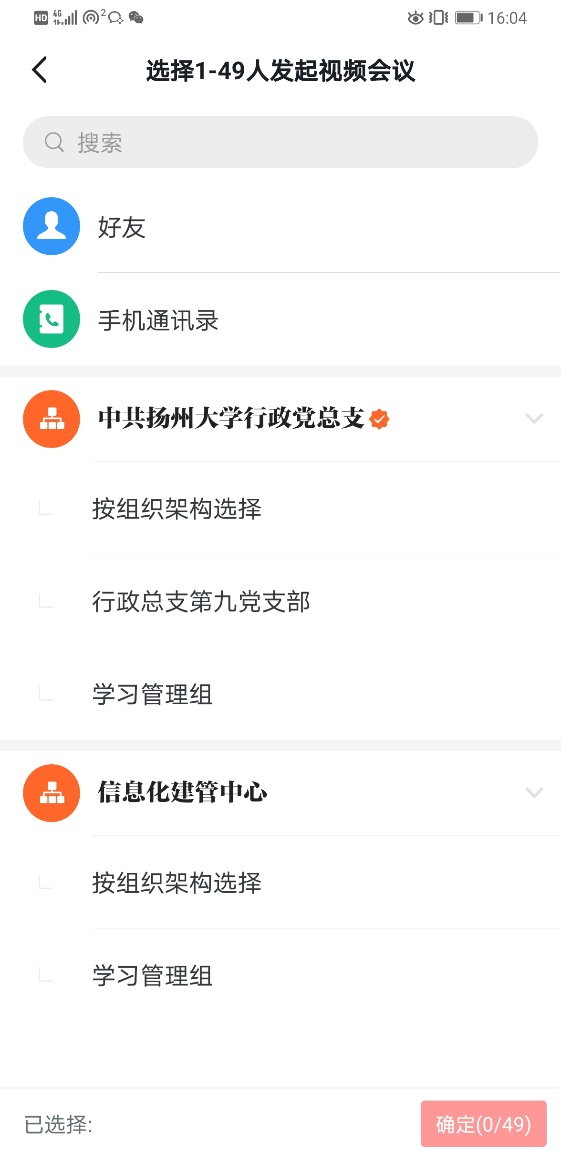 HD 4G 2 16:04
选择1-49人发起视频会议
搜索
好友
手机通讯录
中共扬州大学行政党总支
按组织架构选择
行政总支第九党支部
学习管理组
信息化建管中心
按组织架构选择
学习管理组
已选择:
确定(0/49)